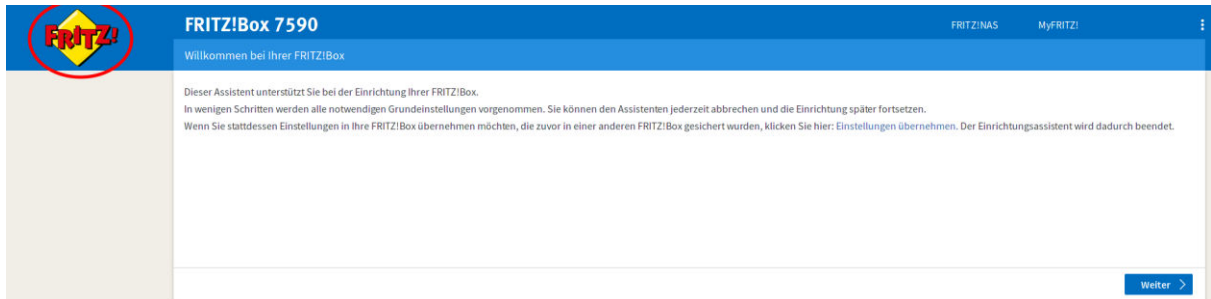 FRITZ!
FRITZ!Box 7590
FRITZ!NAS
MyFRITZ!
Willkommen bei Ihrer FRITZ!Box
Dieser Assistent unterstützt Sie bei der Einrichtung Ihrer FRITZ!Box.
In wenigen Schritten werden alle notwendigen Grundeinstellungen vorgenommen. Sie können den Assistenten jederzeit abbrechen und die Einrichtung später fortsetzen.
Wenn Sie stattdessen Einstellungen in Ihre FRITZ!Box übernehmen möchten, die zuvor in einer anderen FRITZ!Box gesichert wurden, klicken Sie hier: Einstellungen übernehmen. Der Einrichtungsassistent wird dadurch beendet.
Weiter